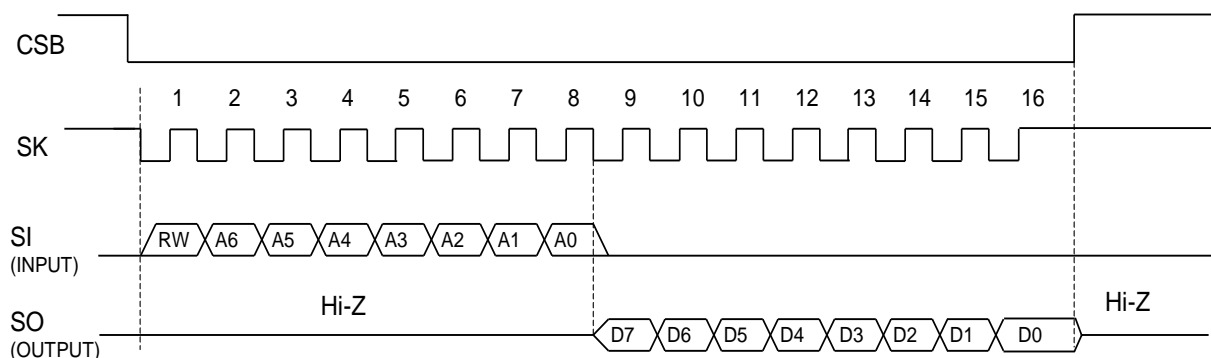 CSB
1 2 3 4 5 6 7 8 9 10 11 12 13 14 15 16
SK
SI
(INPUT)
RW A6 A5 A4 A3 A2 A1 A0
Hi-Z
Hi-Z
SO
(OUTPUT)
D7 D6 D5 D4 D3 D2 D1 D0